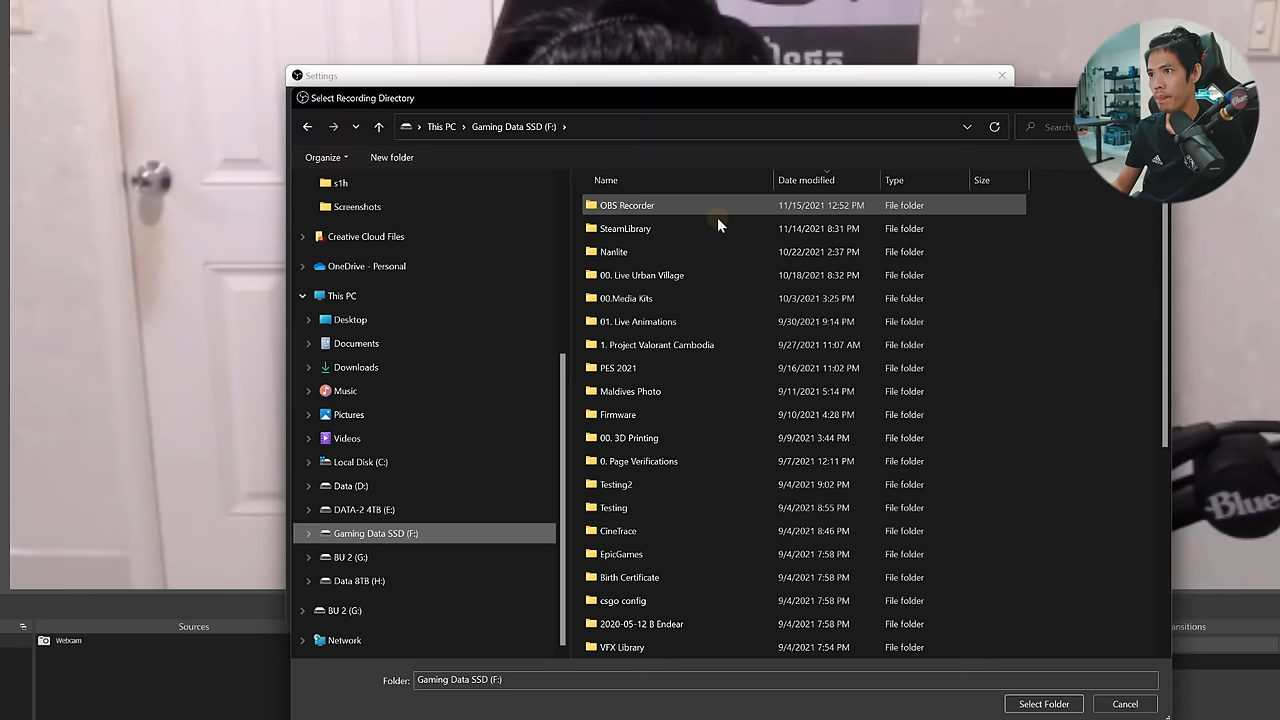 Settings
Select Recording Directory
This PC Gaming Data SSD (F:)
Search
Organize
New folder
Name Date modified Type Size
s1h
Screenshots
Creative Cloud Files
OneDrive - Personal
This PC
Desktop
Documents
Downloads
Music
Pictures
Videos
Local Disk (C:)
Data (D:)
DATA-2 4TB (E:)
Gaming Data SSD (F:)
BU 2 (G:)
Data 8TB (H:)
BU 2 (G:)
Network
OBS Recorder 11/15/2021 12:52 PM File folder
SteamLibrary 11/14/2021 8:31 PM File folder
Nanlite 10/22/2021 2:37 PM File folder
00. Live Urban Village 10/18/2021 8:32 PM File folder
00.Media Kits 10/3/2021 3:25 PM File folder
01. Live Animations 9/30/2021 9:14 PM File folder
1. Project Valorant Cambodia 9/27/2021 11:07 AM File folder
PES 2021 9/16/2021 11:02 PM File folder
Maldives Photo 9/11/2021 5:14 PM File folder
Firmware 9/10/2021 4:28 PM File folder
00. 3D Printing 9/9/2021 3:44 PM File folder
0. Page Verifications 9/7/2021 12:11 PM File folder
Testing2 9/4/2021 9:02 PM File folder
Testing 9/4/2021 8:55 PM File folder
CineTrace 9/4/2021 8:46 PM File folder
EpicGames 9/4/2021 7:58 PM File folder
Birth Certificate 9/4/2021 7:58 PM File folder
csgo config 9/4/2021 7:58 PM File folder
2020-05-12 B Endear 9/4/2021 7:58 PM File folder
VFX Library 9/4/2021 7:54 PM File folder
Folder: Gaming Data SSD (F:)
Select Folder
Cancel
Sources
Webcam
ansitions
Blue
Blue